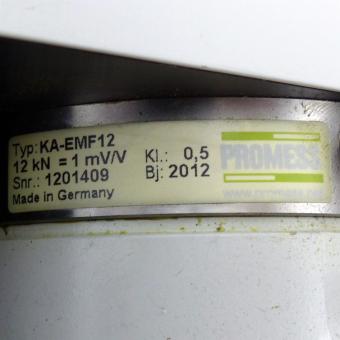 Typ: KA-EMF12
12 kN = 1 mV/V Kl.: 0,5
Snr.: 1201409 Bj: 2012
Made in Germany
PROMESS